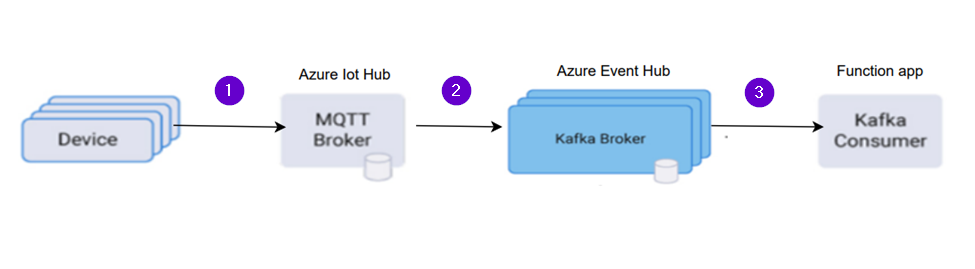 Azure Iot Hub
Azure Event Hub
Function app
1
2
3
Device
MQTT
Broker
Kafka Broker
Kafka
Consumer